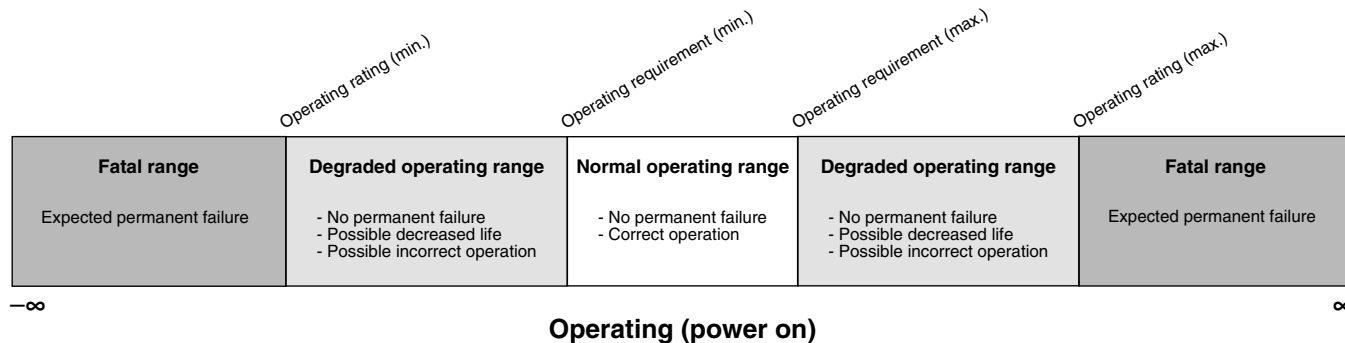 Operating rating (min.)
Operating requirement (min.)
Operating requirement (max.)
Operating rating (max.)
Fatal range
Expected permanent failure
Degraded operating range
- No permanent failure
- Possible decreased life
- Possible incorrect operation
Normal operating range
- No permanent failure
- Correct operation
Degraded operating range
- No permanent failure
- Possible decreased life
- Possible incorrect operation
Fatal range
Expected permanent failure
–∞
∞
Operating (power on)